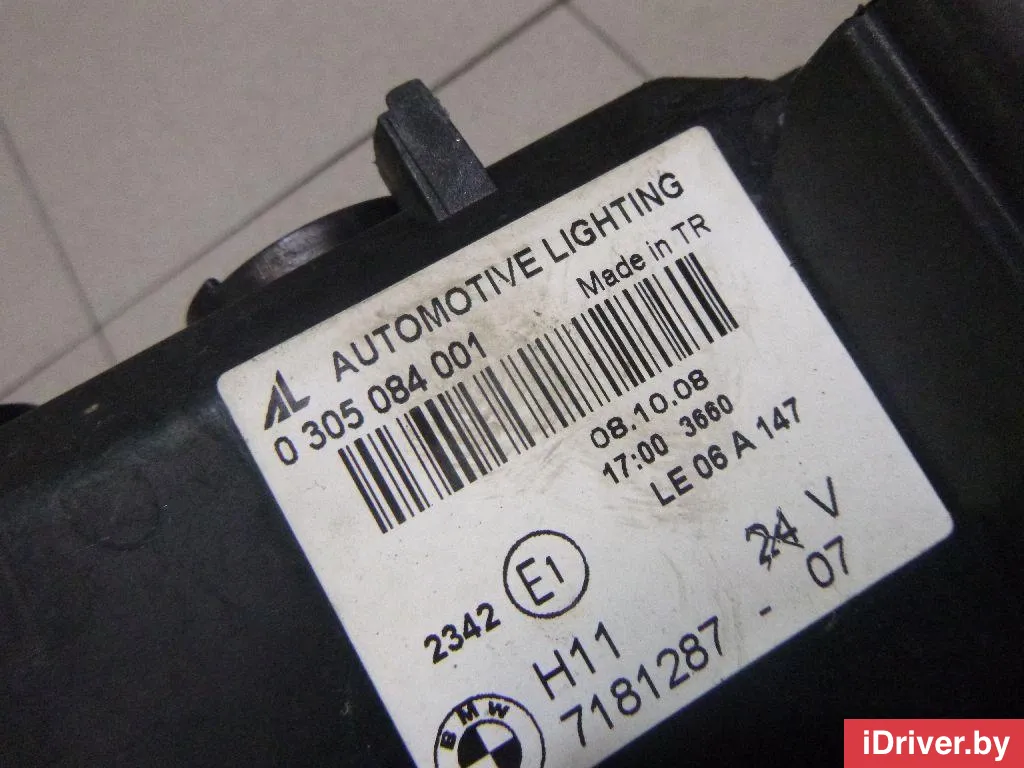 AL AUTOMOTIVE LIGHTING
0 305 084 001 Made in TR
08.10.08
17:00 3660
LE 06 A 147
2342 E1 24 V
H11
7181287 - 07
BMW
iDriver.by